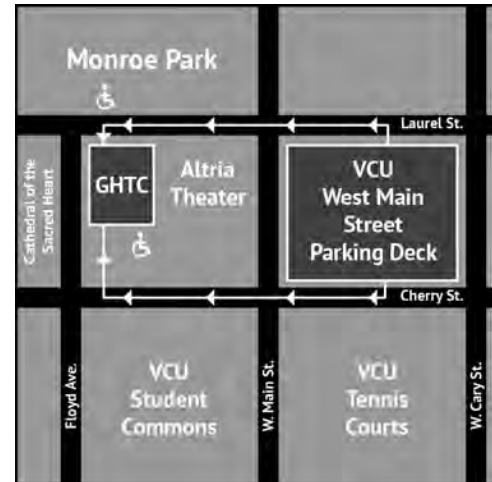 Monroe Park
Laurel St.
Cathedral of the
Sacred Heart
GHTC
Altria
Theater
VCU
West Main
Street
Parking Deck
Cherry St.
Floyd Ave.
VCU
Student
Commons
W. Main St.
VCU
Tennis
Courts
W. Cary St.